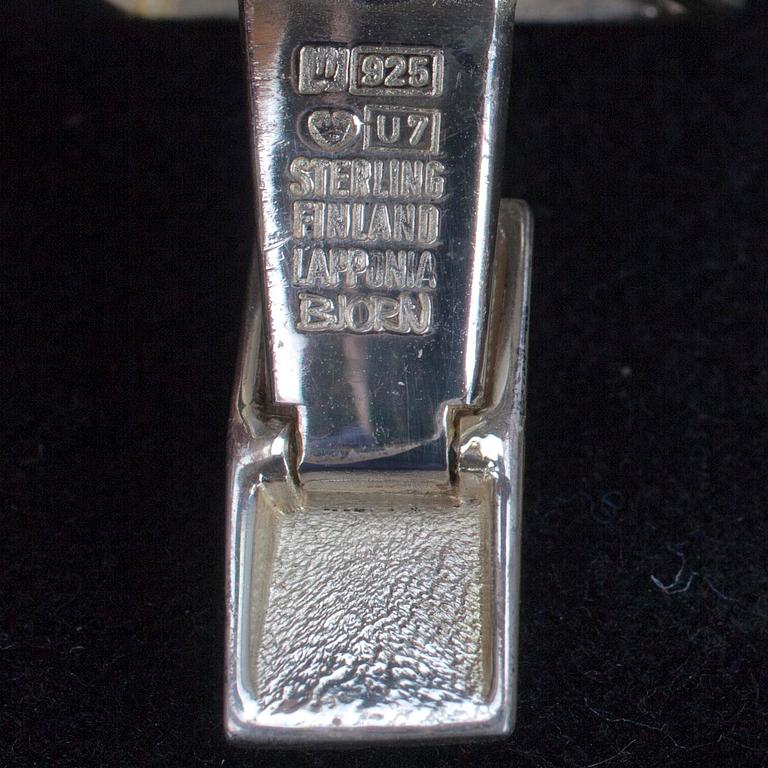 925
U7
STERLING
FINLAND
LAPPONIA
BJORN